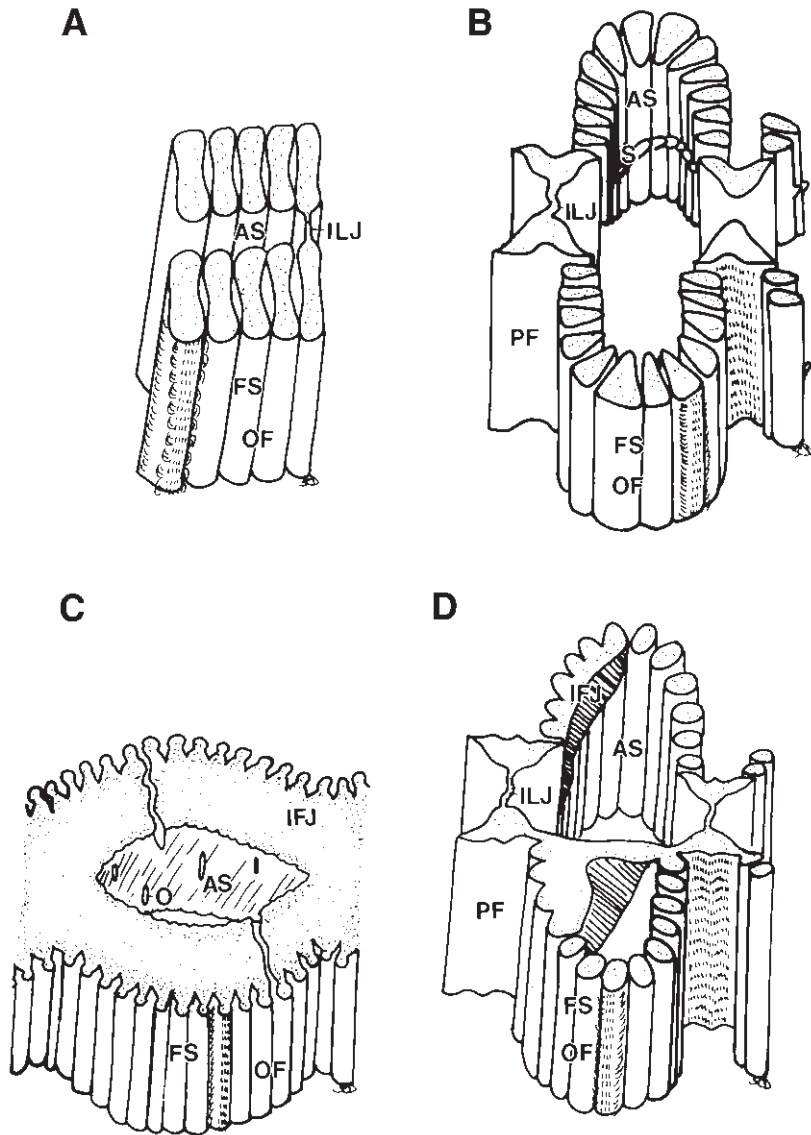 A
AS
ILJ
FS
OF
B
AS
S
ILJ
PF
FS
OF
C
IFJ
AS
O
FS
OF
D
IFJ
AS
ILJ
PF
FS
OF